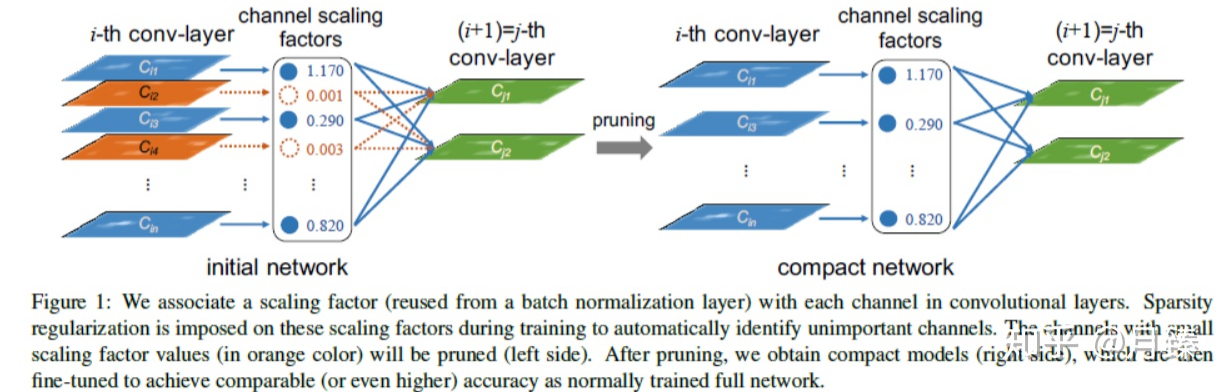 channel scaling
factors
i-th conv-layer
(i+1)=j-th
conv-layer
Ci1
1.170
Ci2
0.001
Cj1
Ci3
0.290
Ci4
0.003
Cj2
⋮ ⋮ ⋮
Cin
0.820
initial network
pruning
channel scaling
factors
i-th conv-layer
(i+1)=j-th
conv-layer
Ci1
1.170
Cj1
Ci3
0.290
Cj2
⋮ ⋮ ⋮
Cin
0.820
compact network
Figure 1: We associate a scaling factor (reused from a batch normalization layer) with each channel in convolutional layers. Sparsity
regularization is imposed on these scaling factors during training to automatically identify unimportant channels. The channels with small
scaling factor values (in orange color) will be pruned (left side). After pruning, we obtain compact models (right side), which are then
fine-tuned to achieve comparable (or even higher) accuracy as normally trained full network.
知乎 @月臻